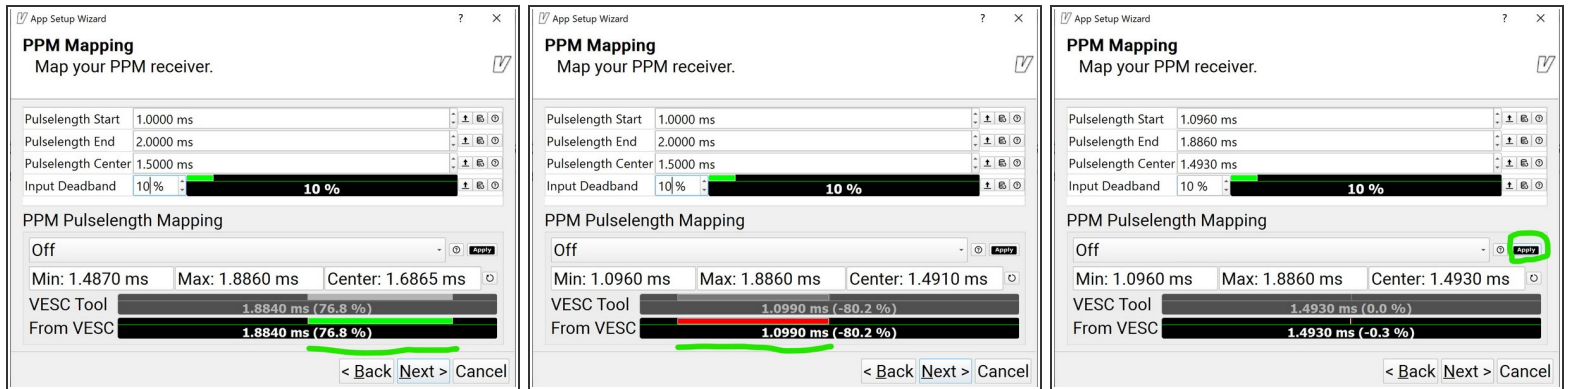 App Setup Wizard ? ×
PPM Mapping
Map your PPM receiver.
Pulselength Start 1.0000 ms
Pulselength End 2.0000 ms
Pulselength Center 1.5000 ms
Input Deadband 10 % 10 %
PPM Pulselength Mapping
Off Apply
Min: 1.4870 ms Max: 1.8860 ms Center: 1.6865 ms
VESC Tool 1.8840 ms (76.8 %)
From VESC 1.8840 ms (76.8 %)
< Back Next > Cancel
App Setup Wizard ? ×
PPM Mapping
Map your PPM receiver.
Pulselength Start 1.0000 ms
Pulselength End 2.0000 ms
Pulselength Center 1.5000 ms
Input Deadband 10 % 10 %
PPM Pulselength Mapping
Off Apply
Min: 1.0960 ms Max: 1.8860 ms Center: 1.4910 ms
VESC Tool 1.0990 ms (-80.2 %)
From VESC 1.0990 ms (-80.2 %)
< Back Next > Cancel
App Setup Wizard ? ×
PPM Mapping
Map your PPM receiver.
Pulselength Start 1.0960 ms
Pulselength End 1.8860 ms
Pulselength Center 1.4930 ms
Input Deadband 10 % 10 %
PPM Pulselength Mapping
Off Apply
Min: 1.0960 ms Max: 1.8860 ms Center: 1.4930 ms
VESC Tool 1.4930 ms (0.0 %)
From VESC 1.4930 ms (-0.3 %)
< Back Next > Cancel